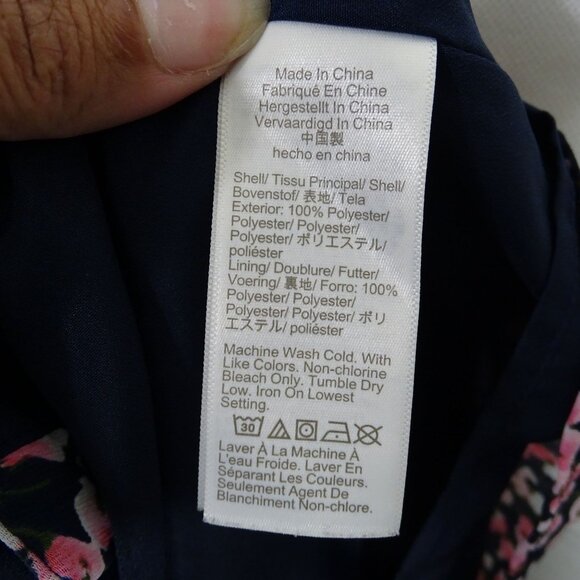 Made In China
Fabriqué En Chine
Hergestellt In China
Vervaardigd In China
中国製
hecho en china
Shell/ Tissu Principal/ Shell/
Bovenstof/ 表地/ Tela
Exterior: 100% Polyester/
Polyester/ Polyester/
Polyester/ ポリエステル/
poliéster
Lining/ Doublure/ Futter/
Voering/ 裏地/ Forro: 100%
Polyester/ Polyester/
Polyester/ Polyester/ ポリ
エステル/ poliéster
Machine Wash Cold. With
Like Colors. Non-chlorine
Bleach Only. Tumble Dry
Low. Iron On Lowest
Setting.
30
Laver À La Machine À
L'eau Froide. Laver En
Séparant Les Couleurs.
Seulement Agent De
Blanchiment Non-chlore.